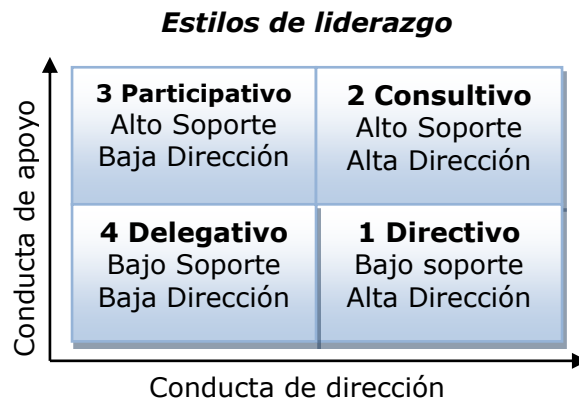 Estilos de liderazgo
Conducta de apoyo
3 Participativo
Alto Soporte
Baja Dirección
2 Consultivo
Alto Soporte
Alta Dirección
4 Delegativo
Bajo Soporte
Baja Dirección
1 Directivo
Bajo soporte
Alta Dirección
Conducta de dirección